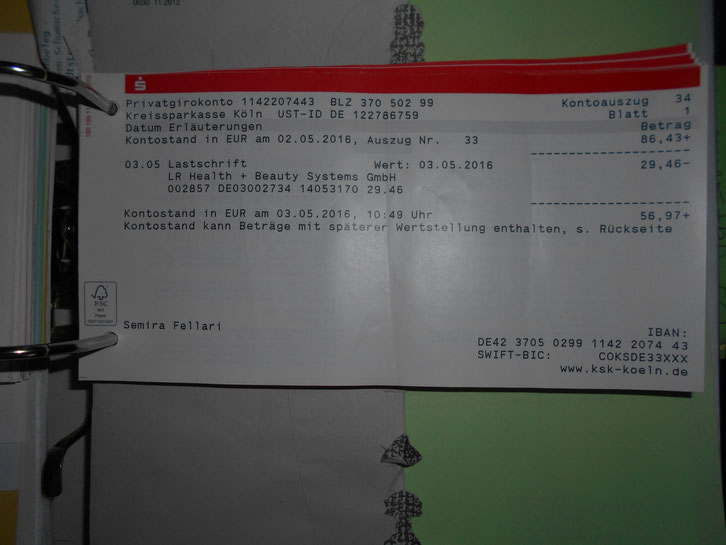 0030 11.2012
Privatgirokonto 1142207443 BLZ 370 502 99 Kontoauszug 34
Kreissparkasse Köln UST-ID DE 122786759 Blatt 1
Datum Erläuterungen Betrag
Kontostand in EUR am 02.05.2016, Auszug Nr. 33 86,43+
03.05 Lastschrift Wert: 03.05.2016 29,46-
LR Health + Beauty Systems GmbH
002857 DE03002734 14053170 29.46
Kontostand in EUR am 03.05.2016, 10:49 Uhr 56,97+
Kontostand kann Beträge mit späterer Wertstellung enthalten, s. Rückseite
FSC
Semira Fellari
IBAN:
DE42 3705 0299 1142 2074 43
SWIFT-BIC: COKSDE33XXX
www.ksk-koeln.de